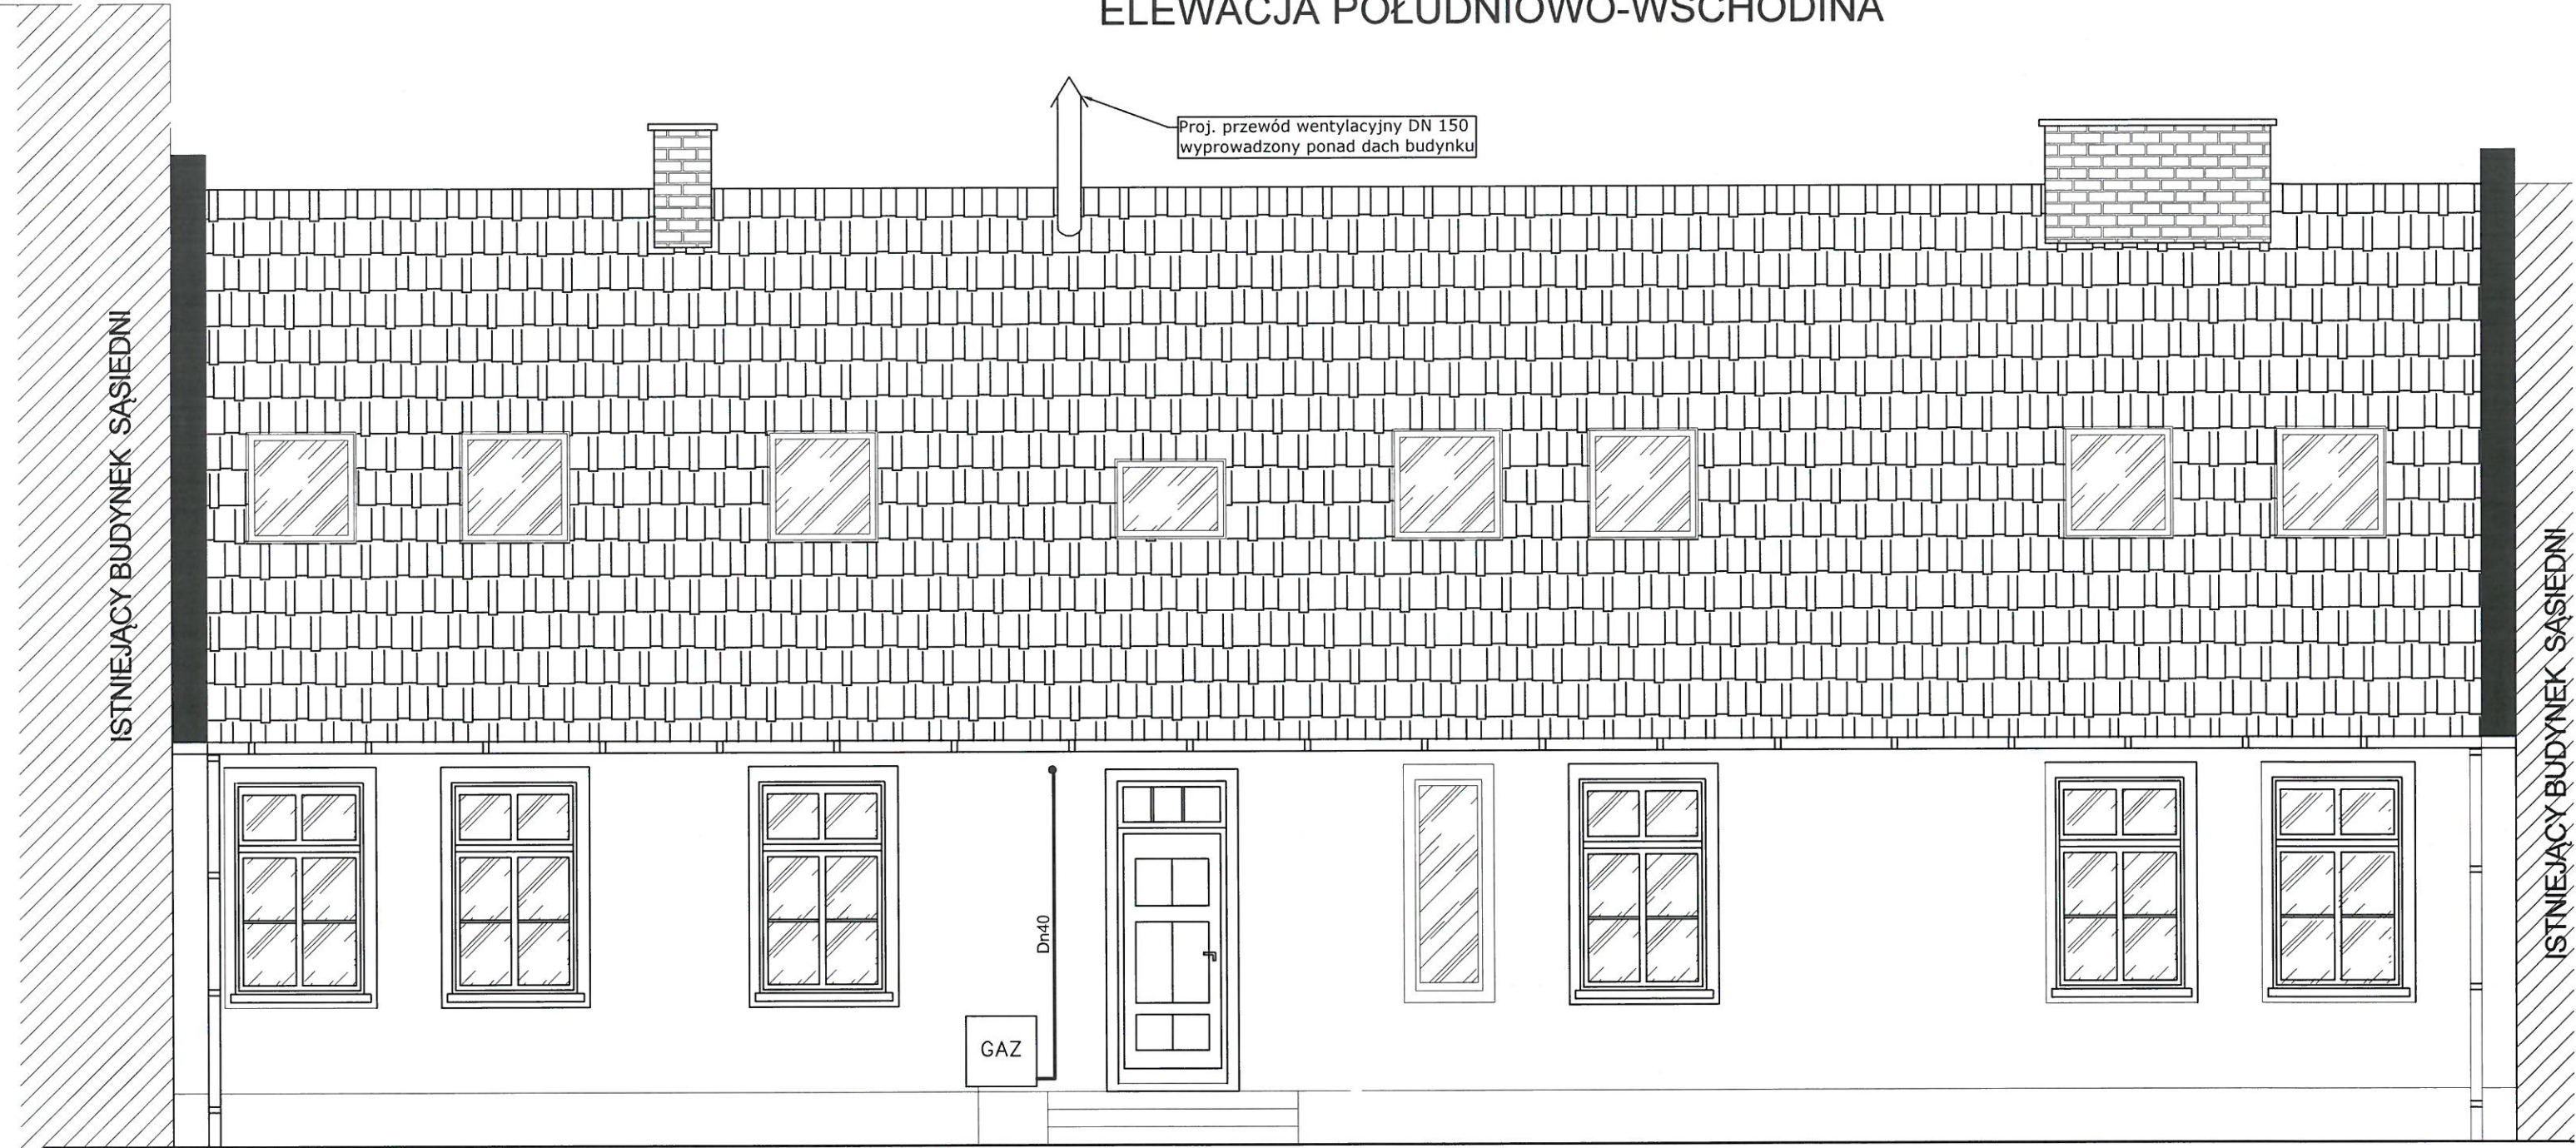 ELEWACJA POŁUDNIOWO-WSCHODINA
Proj. przewód wentylacyjny DN 150
wyprowadzony ponad dach budynku
ISTNIEJĄCY BUDYNEK SĄSIEDNI
ISTNIEJĄCY BUDYNEK SĄSIEDNI
Dn40
GAZ